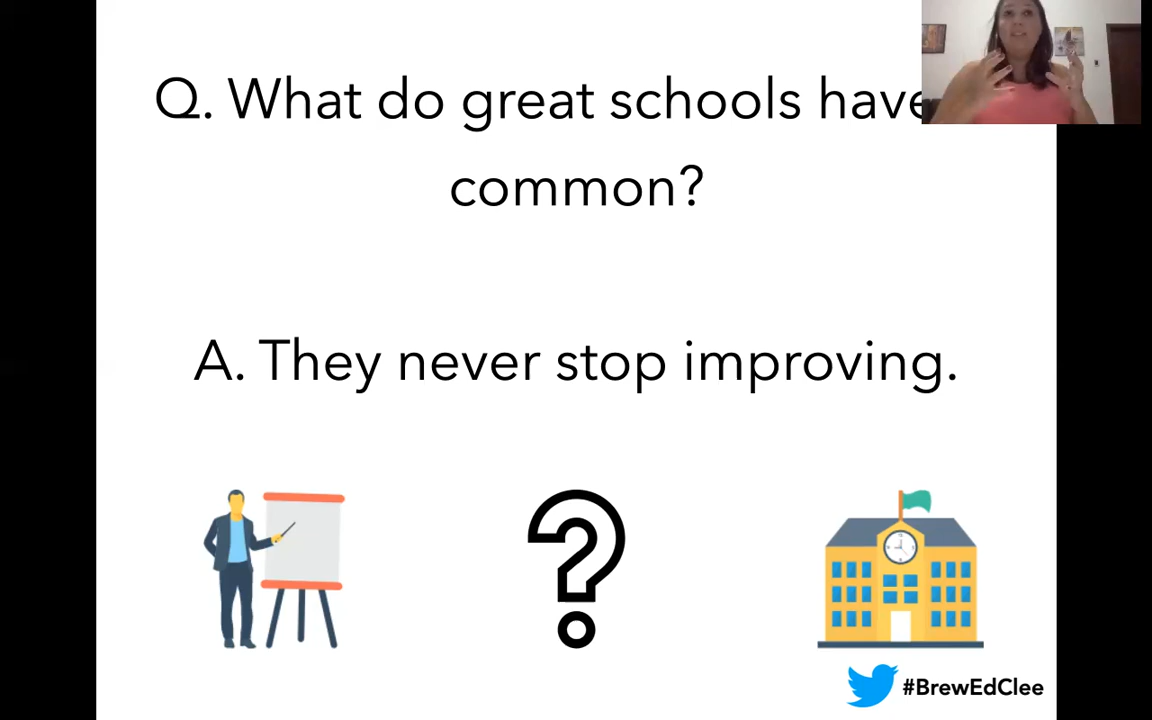 Q. What do great schools have
common?
A. They never stop improving.
#BrewEdClee